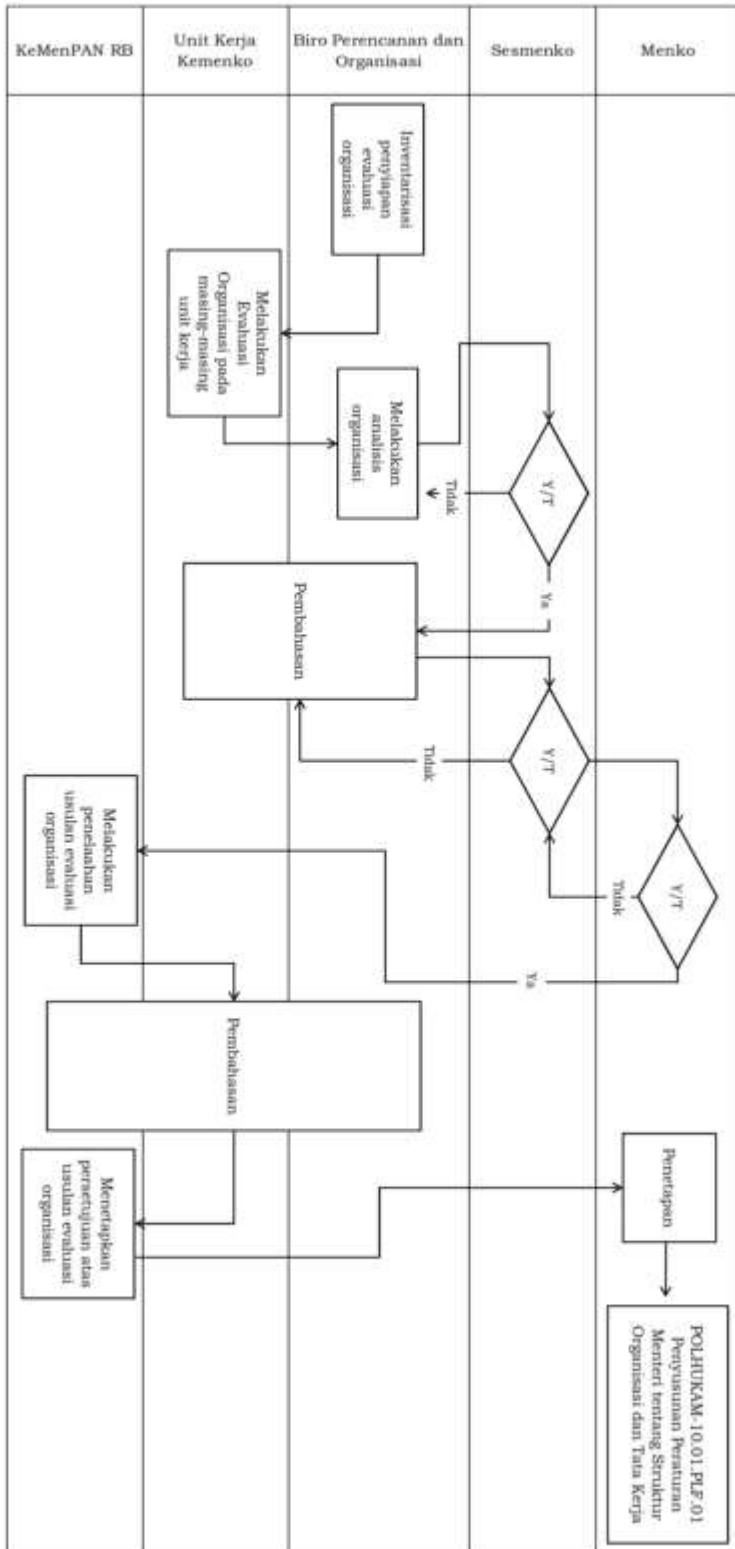 KeMenPAN RB
Unit Kerja
Kemenko
Biro Perencanan dan
Organisasi
Sesmenko
Menko
Inventarisasi
penyiapan
evaluasi
organisasi
Melakukan
Evaluasi
Organisasi pada
masing-masing
unit kerja
Melakukan
analisis
organisasi
Y/T
Tidak
Ya
Pembahasan
Y/T
Tidak
Y/T
Tidak
Ya
Melakukan
penelaahan
usulan evaluasi
organisasi
Pembahasan
Menetapkan
persetujuan atas
usulan evaluasi
organisasi
Penetapan
POLHUKAM-10.01.PLF.01
Penyusunan Peraturan
Menteri tentang Struktur
Organisasi dan Tata Kerja